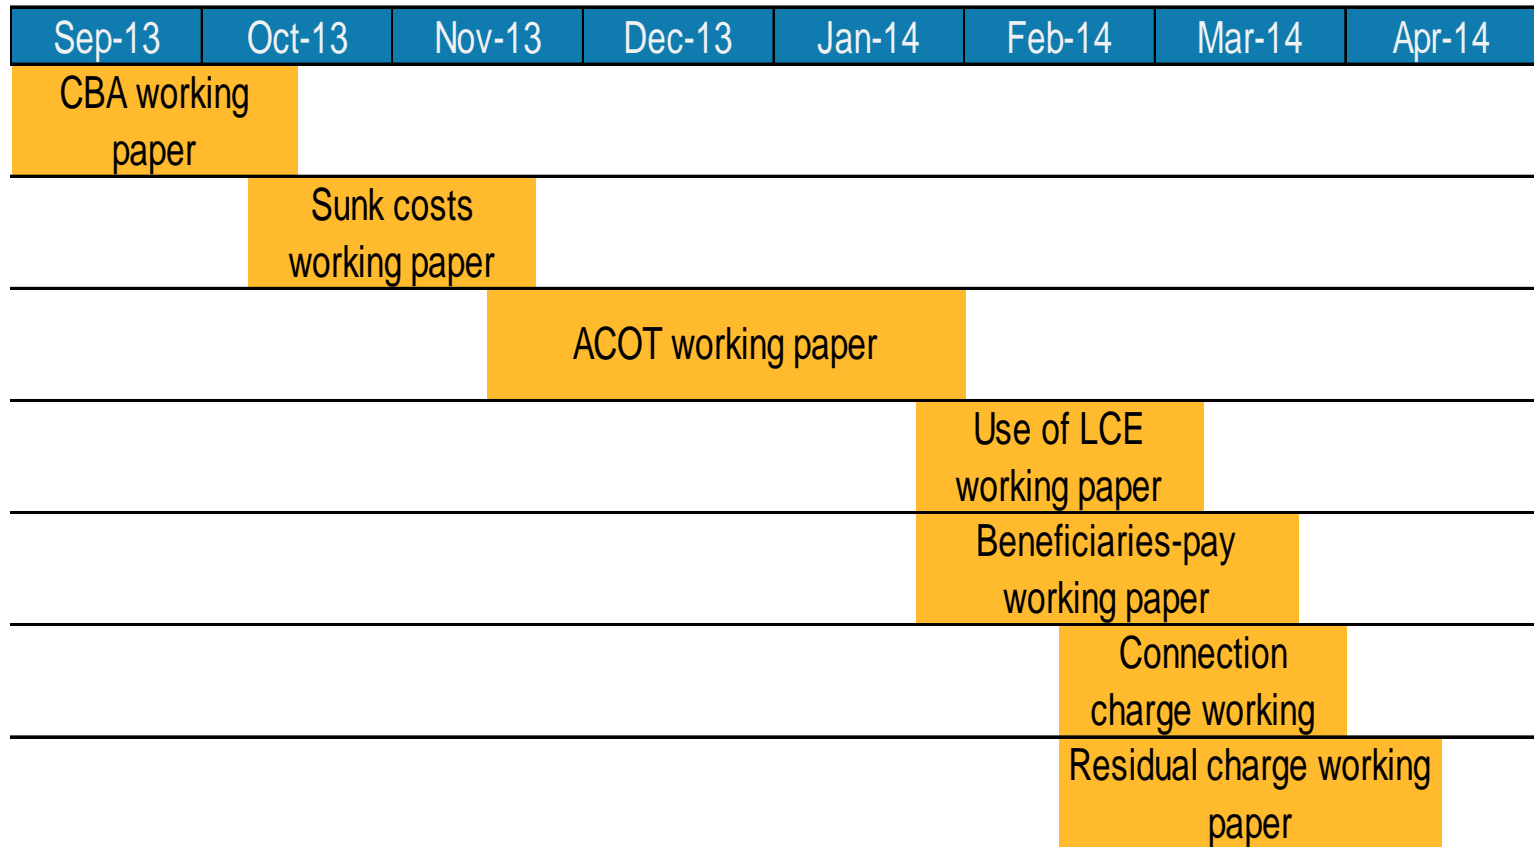 Sep-13 Oct-13 Nov-13 Dec-13 Jan-14 Feb-14 Mar-14 Apr-14
CBA working
paper
Sunk costs
working paper
ACOT working paper
Use of LCE
working paper
Beneficiaries-pay
working paper
Connection
charge working
Residual charge working
paper